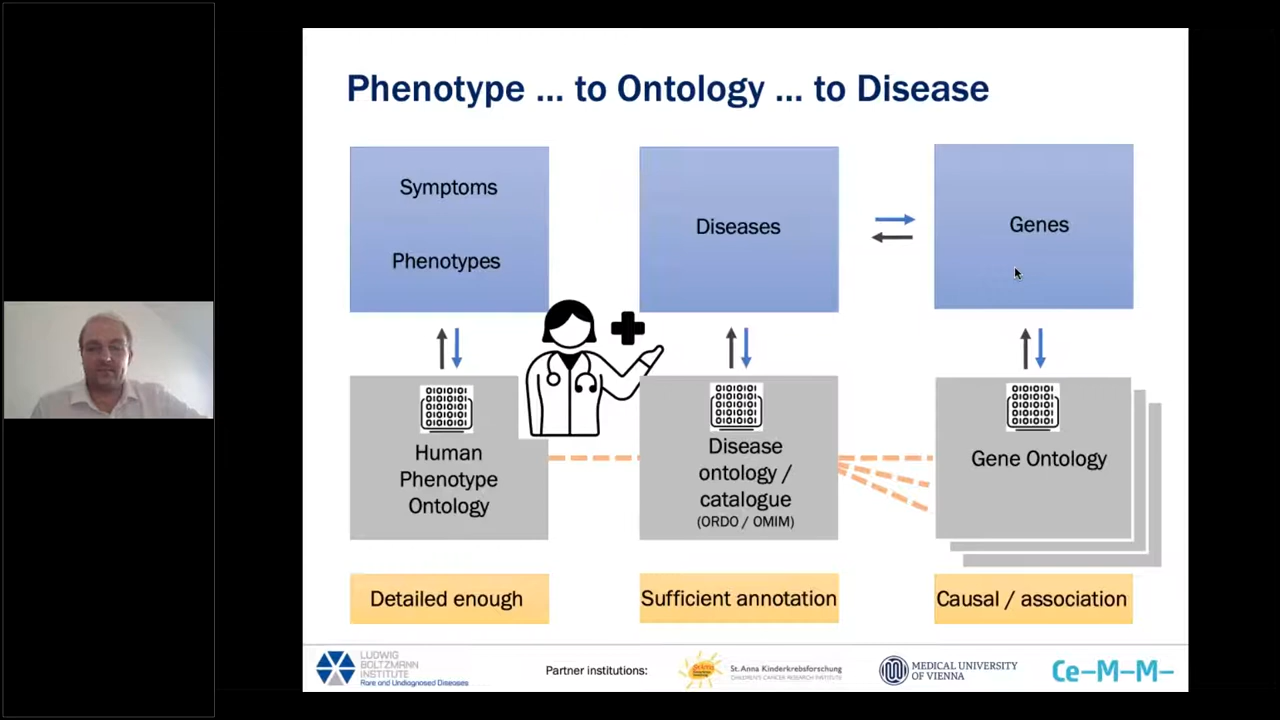 Phenotype ... to Ontology ... to Disease
Symptoms
Phenotypes
Diseases
Genes
Human
Phenotype
Ontology
Disease
ontology /
catalogue
(ORDO / OMIM)
Gene Ontology
Detailed enough
Sufficient annotation
Causal / association
LUDWIG
BOLTZMANN
INSTITUTE
Rare and Undiagnosed Diseases
Partner institutions:
St. Anna Kinderkrebsforschung
CHILDREN'S CANCER RESEARCH INSTITUTE
MEDICAL UNIVERSITY
OF VIENNA
Ce-M-M-